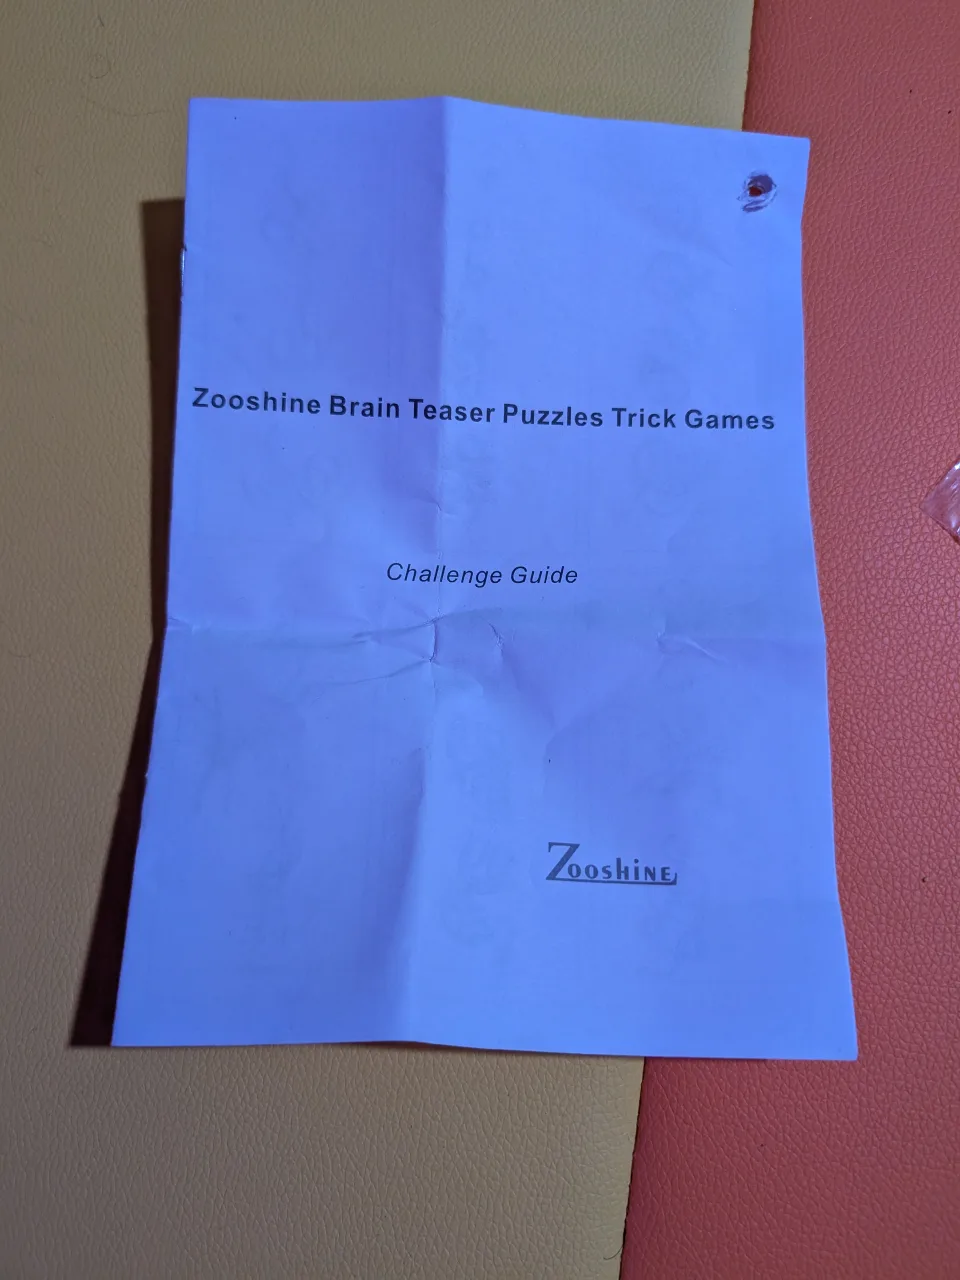 Zooshine Brain Teaser Puzzles Trick Games
Challenge Guide
ZOOSHINE